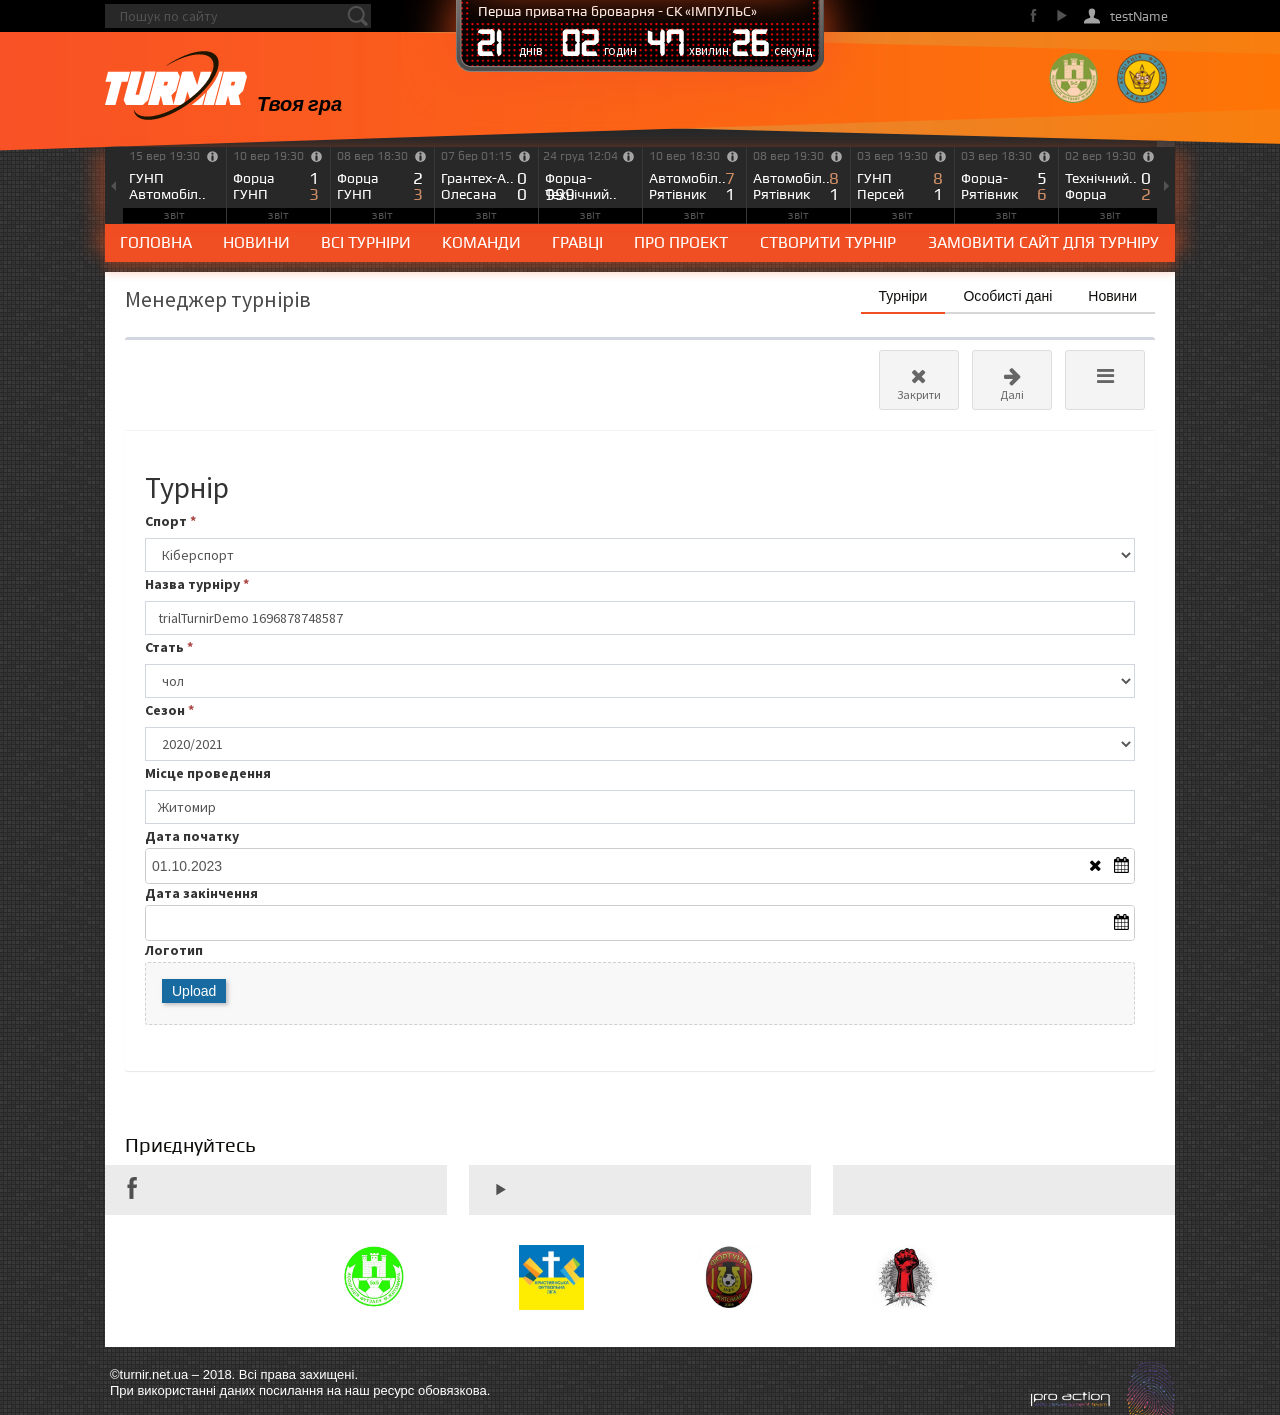 Пошук по сайту
Перша приватна броварня - СК «ІМПУЛЬС»
21 днів 02 годин 47 хвилин 26 секунд
testName
TURNIR
Твоя гра
15 вер 19:30
ГУНП
Автомобіл..
10 вер 19:30
Форца 1
ГУНП 3
звіт
08 вер 18:30
Форца 2
ГУНП 3
звіт
07 бер 01:15
Грантех-А.. 0
Олесана 0
звіт
24 груд 12:04
Форца-
999
Технічний..
звіт
10 вер 18:30
Автомобіл.. 7
Рятівник 1
звіт
08 вер 19:30
Автомобіл.. 8
Рятівник 1
звіт
03 вер 19:30
ГУНП 8
Персей 1
звіт
03 вер 18:30
Форца- 5
Рятівник 6
звіт
02 вер 19:30
Технічний.. 0
Форца 2
звіт
звіт
ГОЛОВНА НОВИНИ ВСІ ТУРНІРИ КОМАНДИ ГРАВЦІ ПРО ПРОЕКТ СТВОРИТИ ТУРНІР ЗАМОВИТИ САЙТ ДЛЯ ТУРНІРУ
Менеджер турнірів
Турніри Особисті дані Новини
Закрити Далі
Турнір
Спорт *
Кіберспорт
Назва турніру *
trialTurnirDemo 1696878748587
Стать *
чол
Сезон *
2020/2021
Місце проведення
Житомир
Дата початку
01.10.2023
Дата закінчення
Логотип
Upload
Приєднуйтесь
©turnir.net.ua – 2018. Всі права захищені.
При використанні даних посилання на наш ресурс обовязкова.
pro action